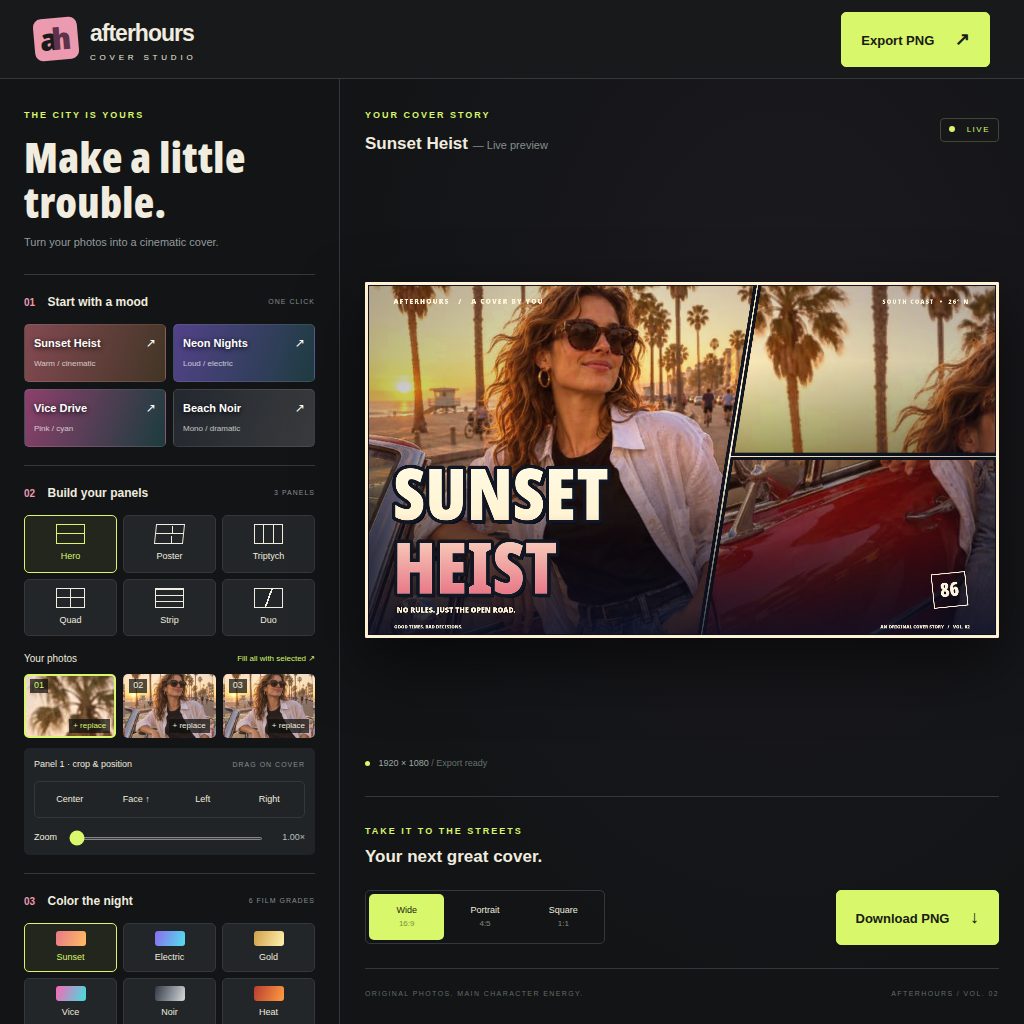 ah
afterhours
COVER STUDIO
Export PNG ↗
THE CITY IS YOURS
Make a little
trouble.
Turn your photos into a cinematic cover.
01 Start with a mood ONE CLICK
Sunset Heist ↗
Warm / cinematic
Neon Nights ↗
Loud / electric
Vice Drive ↗
Pink / cyan
Beach Noir ↗
Mono / dramatic
02 Build your panels 3 PANELS
Hero
Poster
Triptych
Quad
Strip
Duo
Your photos Fill all with selected ↗
01
+ replace
02
+ replace
03
+ replace
Panel 1 · crop & position DRAG ON COVER
Center Face ↑ Left Right
Zoom 1.00×
03 Color the night 6 FILM GRADES
Sunset
Electric
Gold
Vice
Noir
Heat
YOUR COVER STORY
Sunset Heist — Live preview
LIVE
AFTERHOURS / A COVER BY YOU
SOUTH COAST • 26° N
SUNSET
HEIST
NO RULES. JUST THE OPEN ROAD.
GOOD TIMES. BAD DECISIONS.
86
AN ORIGINAL COVER STORY / VOL. 02
1920 × 1080 / Export ready
TAKE IT TO THE STREETS
Your next great cover.
Wide
16:9
Portrait
4:5
Square
1:1
Download PNG ↓
ORIGINAL PHOTOS. MAIN CHARACTER ENERGY.
AFTERHOURS / VOL. 02